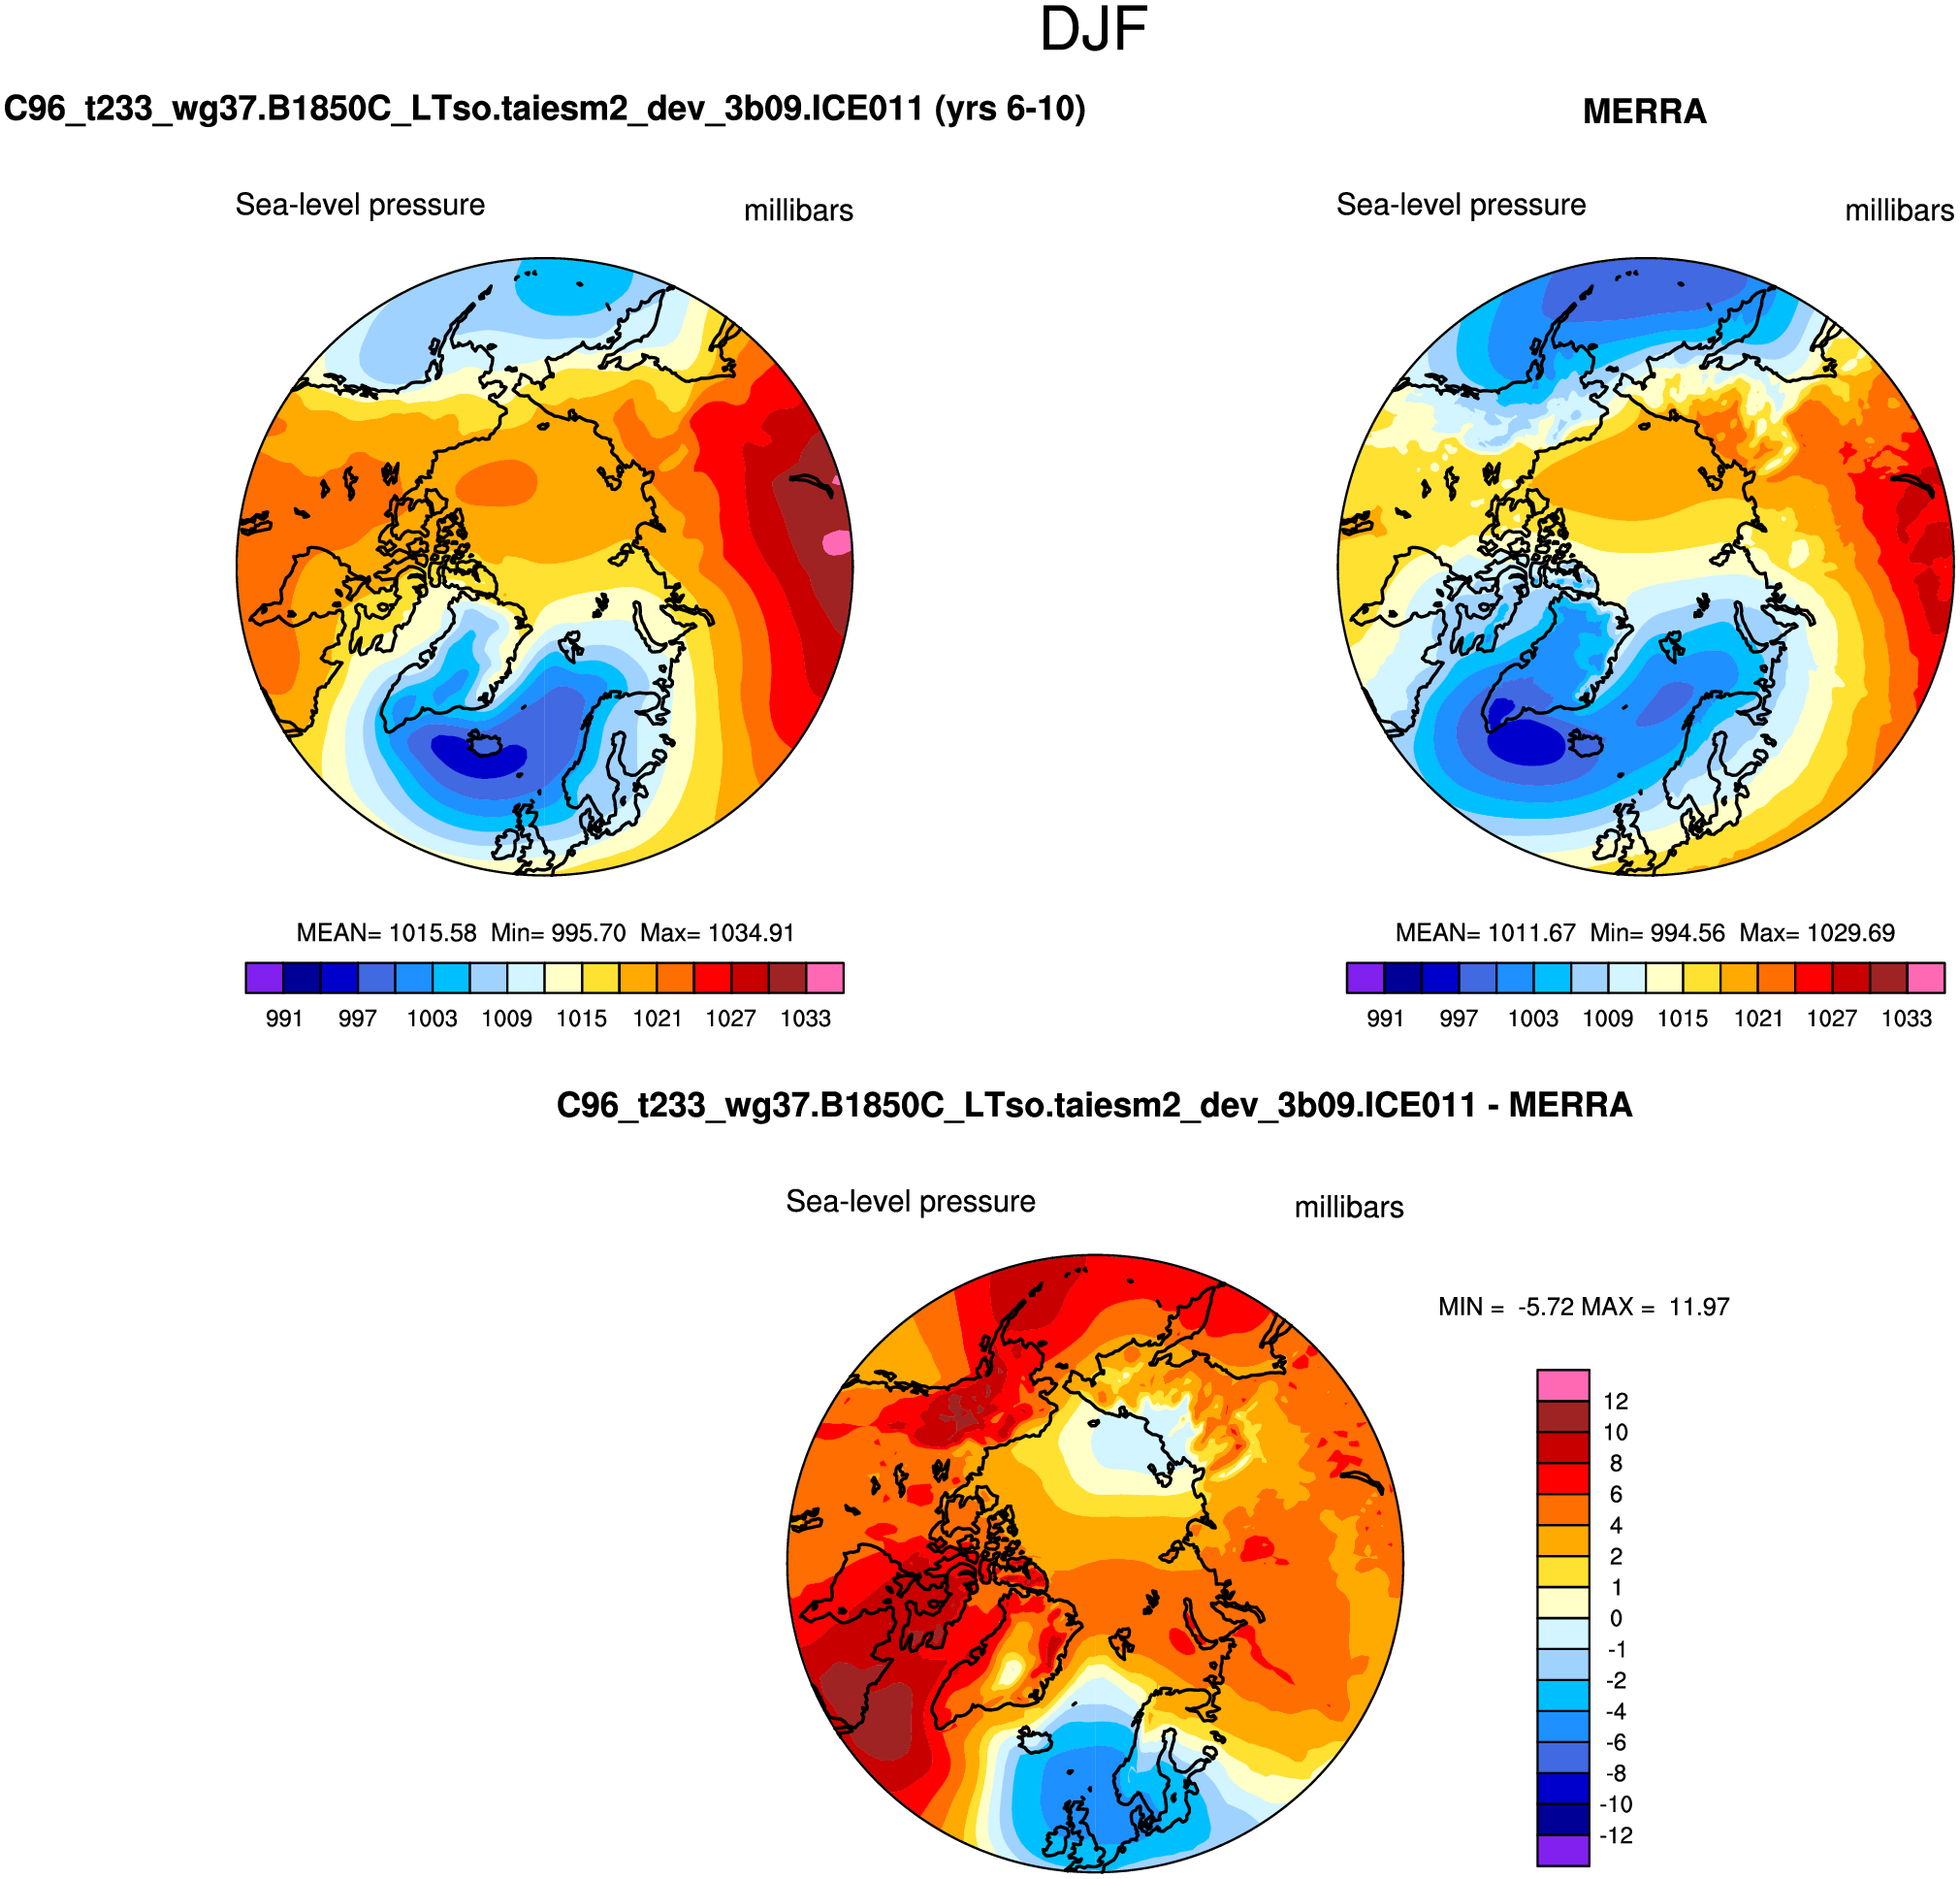 DJF
C96_t233_wg37.B1850C_LTso.taiesm2_dev_3b09.ICE011 (yrs 6-10)
MERRA
Sea-level pressure millibars
Sea-level pressure millibars
MEAN= 1015.58 Min= 995.70 Max= 1034.91
991 997 1003 1009 1015 1021 1027 1033
MEAN= 1011.67 Min= 994.56 Max= 1029.69
991 997 1003 1009 1015 1021 1027 1033
C96_t233_wg37.B1850C_LTso.taiesm2_dev_3b09.ICE011 - MERRA
Sea-level pressure millibars
MIN = -5.72 MAX = 11.97
12
10
8
6
4
2
1
0
-1
-2
-4
-6
-8
-10
-12